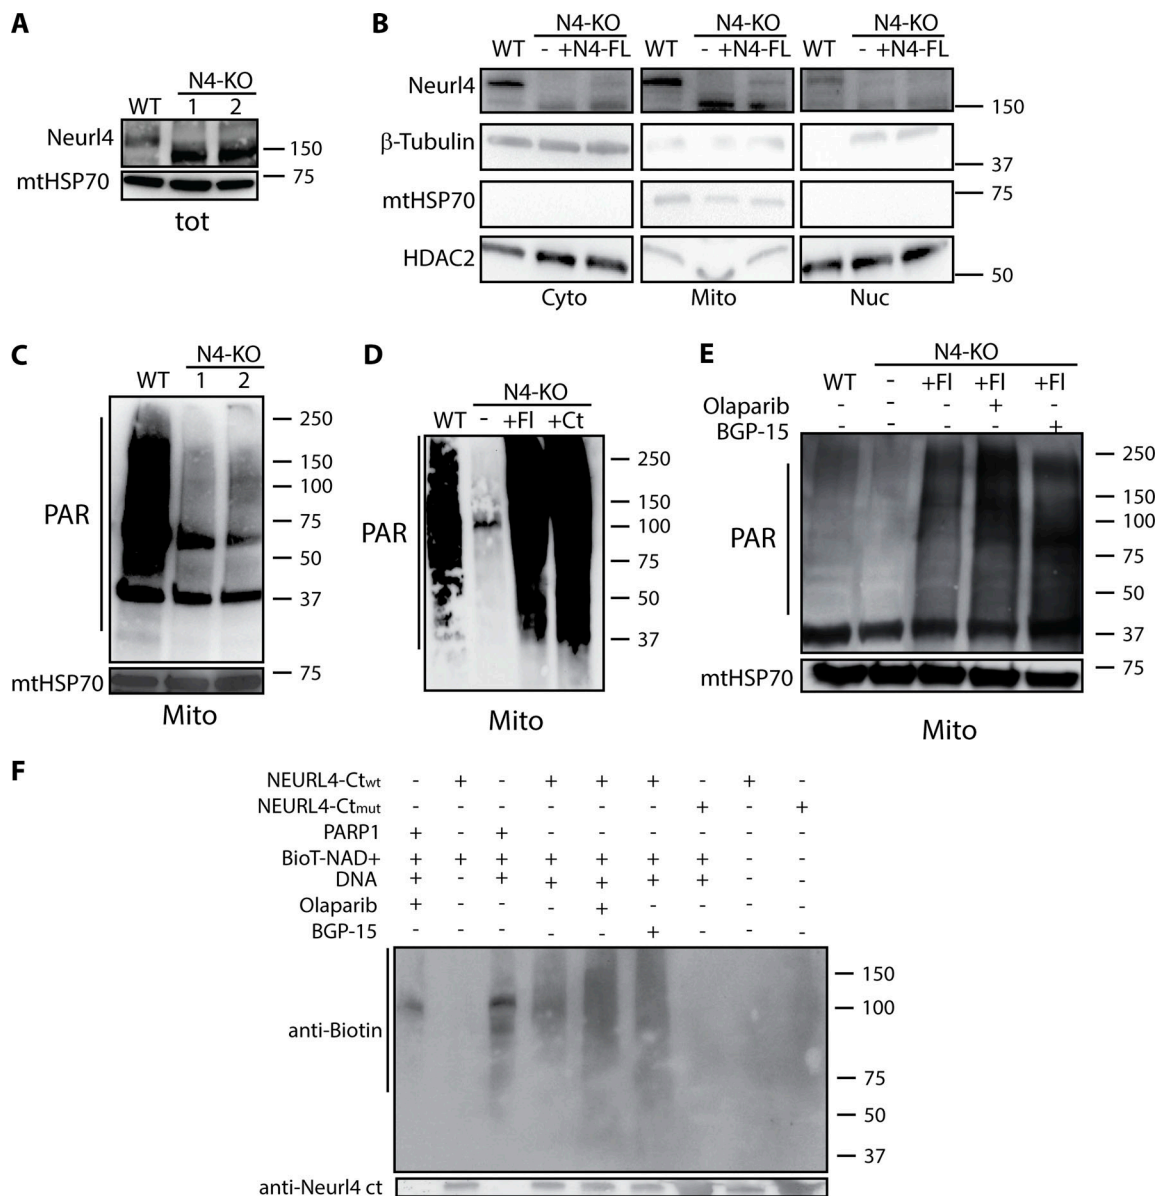 A
N4-KO
WT 1 2
Neurl4
150
mtHSP70
75
tot
B
N4-KO N4-KO N4-KO
WT - +N4-FL WT - +N4-FL WT - +N4-FL
Neurl4
150
β-Tubulin
37
mtHSP70
75
HDAC2
50
Cyto Mito Nuc
C
N4-KO
WT 1 2
250
150
100
PAR
75
50
37
mtHSP70
75
Mito
D
N4-KO
WT - +Fl +Ct
250
150
PAR
100
75
50
37
Mito
E
N4-KO
WT - +Fl +Fl +Fl
Olaparib - - - + -
BGP-15 - - - - +
250
150
100
PAR
75
50
37
mtHSP70
75
Mito
F
NEURL4-Ctwt - + - + + + - + -
NEURL4-Ctmut - - - - - - + - +
PARP1 + - + - - - - - -
BioT-NAD+ + + + + + + + - -
DNA + - + + + + + - -
Olaparib + - - - + - - - -
BGP-15 - - - - - + - - -
150
100
anti-Biotin
75
50
37
anti-Neurl4 ct